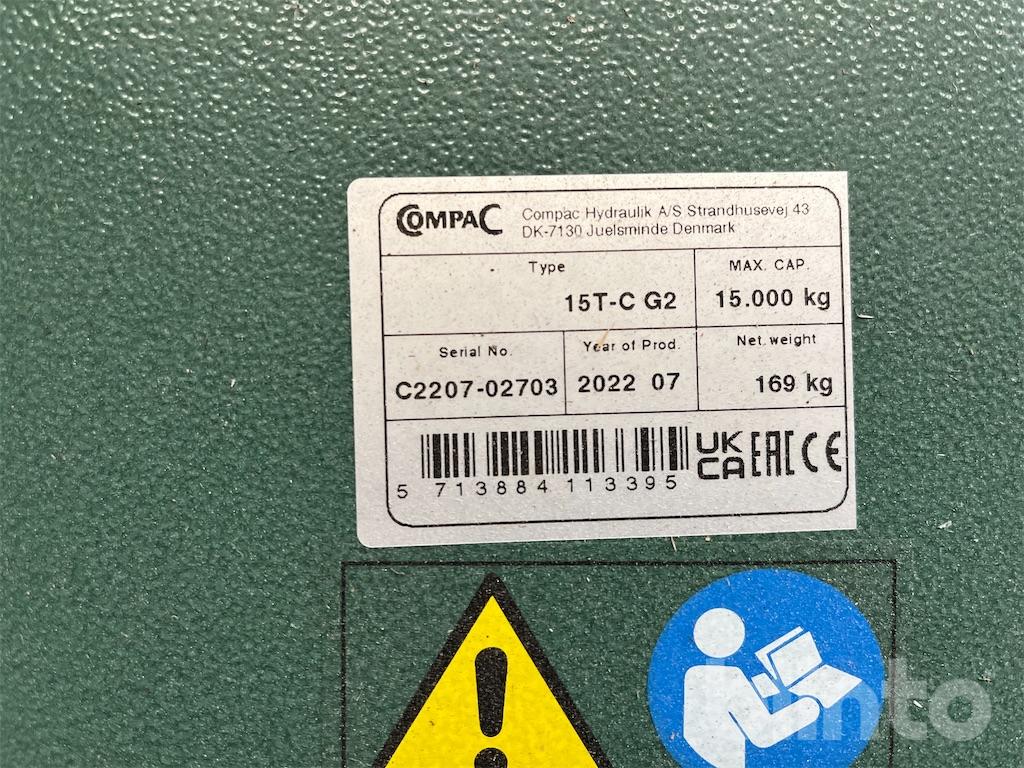 COMPAC
Compac Hydraulik A/S Strandhusevej 43
DK-7130 Juelsminde Denmark
Type
15T-C G2
MAX. CAP.
15.000 kg
Serial No.
C2207-02703
Year of Prod.
2022 07
Net. weight
169 kg
5 713884 113395
UK
CA
EAC
CE
!